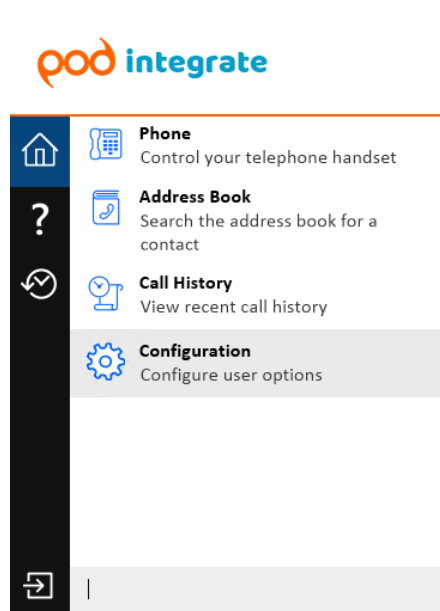 pod integrate
Phone
Control your telephone handset
Address Book
Search the address book for a
contact
?
Call History
View recent call history
Configuration
Configure user options